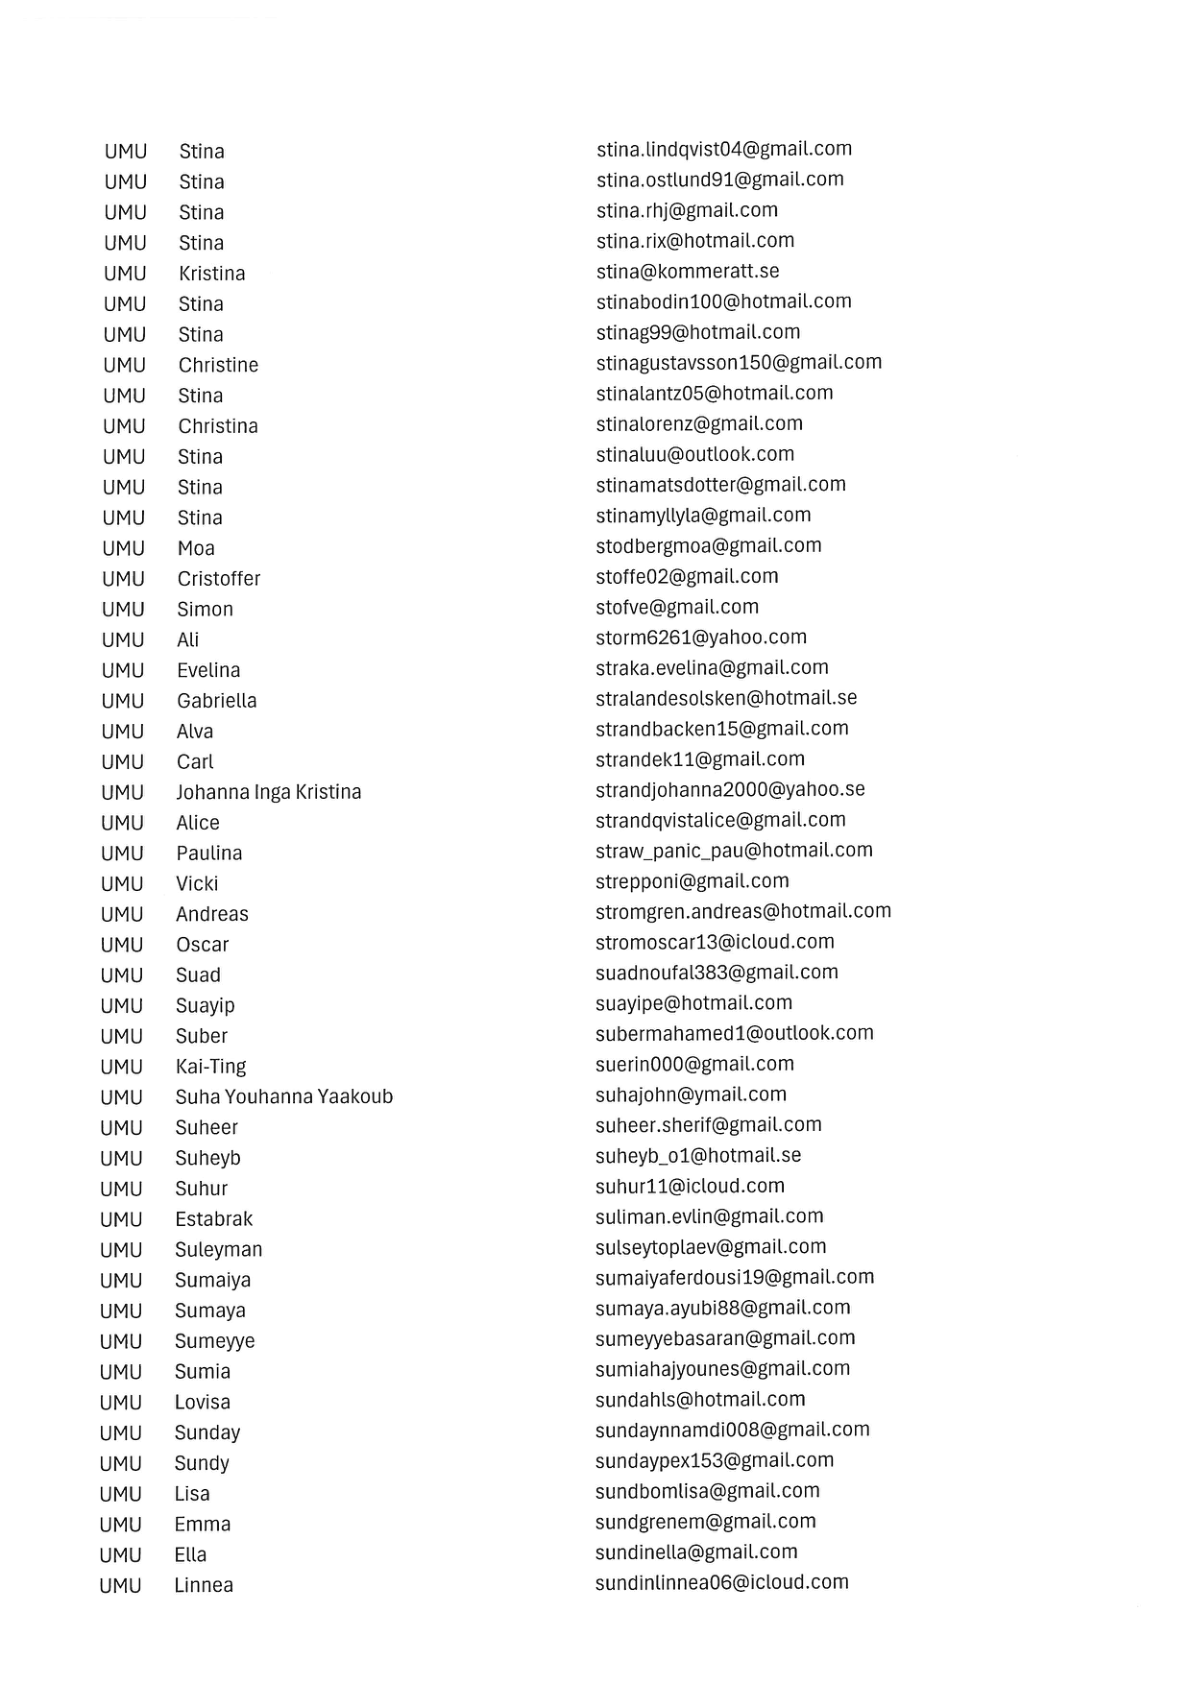 UMU Stina stina.lindqvist04@gmail.com
UMU Stina stina.ostlund91@gmail.com
UMU Stina stina.rhj@gmail.com
UMU Stina stina.rix@hotmail.com
UMU Kristina stina@kommeratt.se
UMU Stina stinabodin100@hotmail.com
UMU Stina stinag99@hotmail.com
UMU Christine stinagustavsson150@gmail.com
UMU Stina stinalantz05@hotmail.com
UMU Christina stinalorenz@gmail.com
UMU Stina stinaluu@outlook.com
UMU Stina stinamatsdotter@gmail.com
UMU Stina stinamyllyla@gmail.com
UMU Moa stodbergmoa@gmail.com
UMU Cristoffer stoffe02@gmail.com
UMU Simon stofve@gmail.com
UMU Ali storm6261@yahoo.com
UMU Evelina straka.evelina@gmail.com
UMU Gabriella stralandesolsken@hotmail.se
UMU Alva strandbacken15@gmail.com
UMU Carl strandek11@gmail.com
UMU Johanna Inga Kristina strandjohanna2000@yahoo.se
UMU Alice strandqvistalice@gmail.com
UMU Paulina straw_panic_pau@hotmail.com
UMU Vicki strepponi@gmail.com
UMU Andreas stromgren.andreas@hotmail.com
UMU Oscar stromoscar13@icloud.com
UMU Suad suadnoufal383@gmail.com
UMU Suayip suayipe@hotmail.com
UMU Suber subermahamed1@outlook.com
UMU Kai-Ting suerin000@gmail.com
UMU Suha Youhanna Yaakoub suhajohn@ymail.com
UMU Suheer suheer.sherif@gmail.com
UMU Suheyb suheyb_o1@hotmail.se
UMU Suhur suhur11@icloud.com
UMU Estabrak suliman.evlin@gmail.com
UMU Suleyman sulseytoplaev@gmail.com
UMU Sumaiya sumaiyaferdousi19@gmail.com
UMU Sumaya sumaya.ayubi88@gmail.com
UMU Sumeyye sumeyyebasaran@gmail.com
UMU Sumia sumiahajyounes@gmail.com
UMU Lovisa sundahls@hotmail.com
UMU Sunday sundaynnamdi008@gmail.com
UMU Sundy sundaypex153@gmail.com
UMU Lisa sundbomlisa@gmail.com
UMU Emma sundgrenem@gmail.com
UMU Ella sundinella@gmail.com
UMU Linnea sundinlinnea06@icloud.com